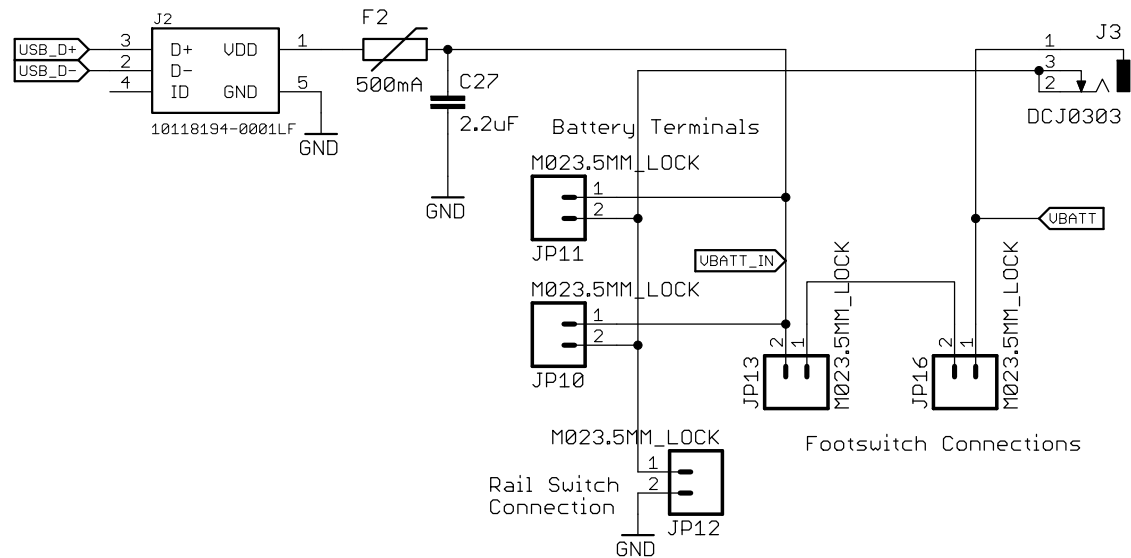 J2
F2
J3
USB_D+
3
D+
VDD
1
1
USB_D-
2
D-
3
4
ID
GND
5
500mA
C27
2
10118194-0001LF
GND
2.2uF
DCJ0303
Battery Terminals
M023.5MM_LOCK
1
2
GND
VBATT
JP11
VBATT_IN
M023.5MM_LOCK
1
2
JP10
2
1
JP13
M023.5MM_LOCK
2
1
JP16
M023.5MM_LOCK
M023.5MM_LOCK
Footswitch Connections
1
2
Rail Switch
Connection
JP12
GND